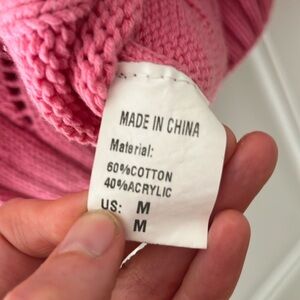 MADE IN CHINA
Material:
60%COTTON
40%ACRYLIC
US: M
M